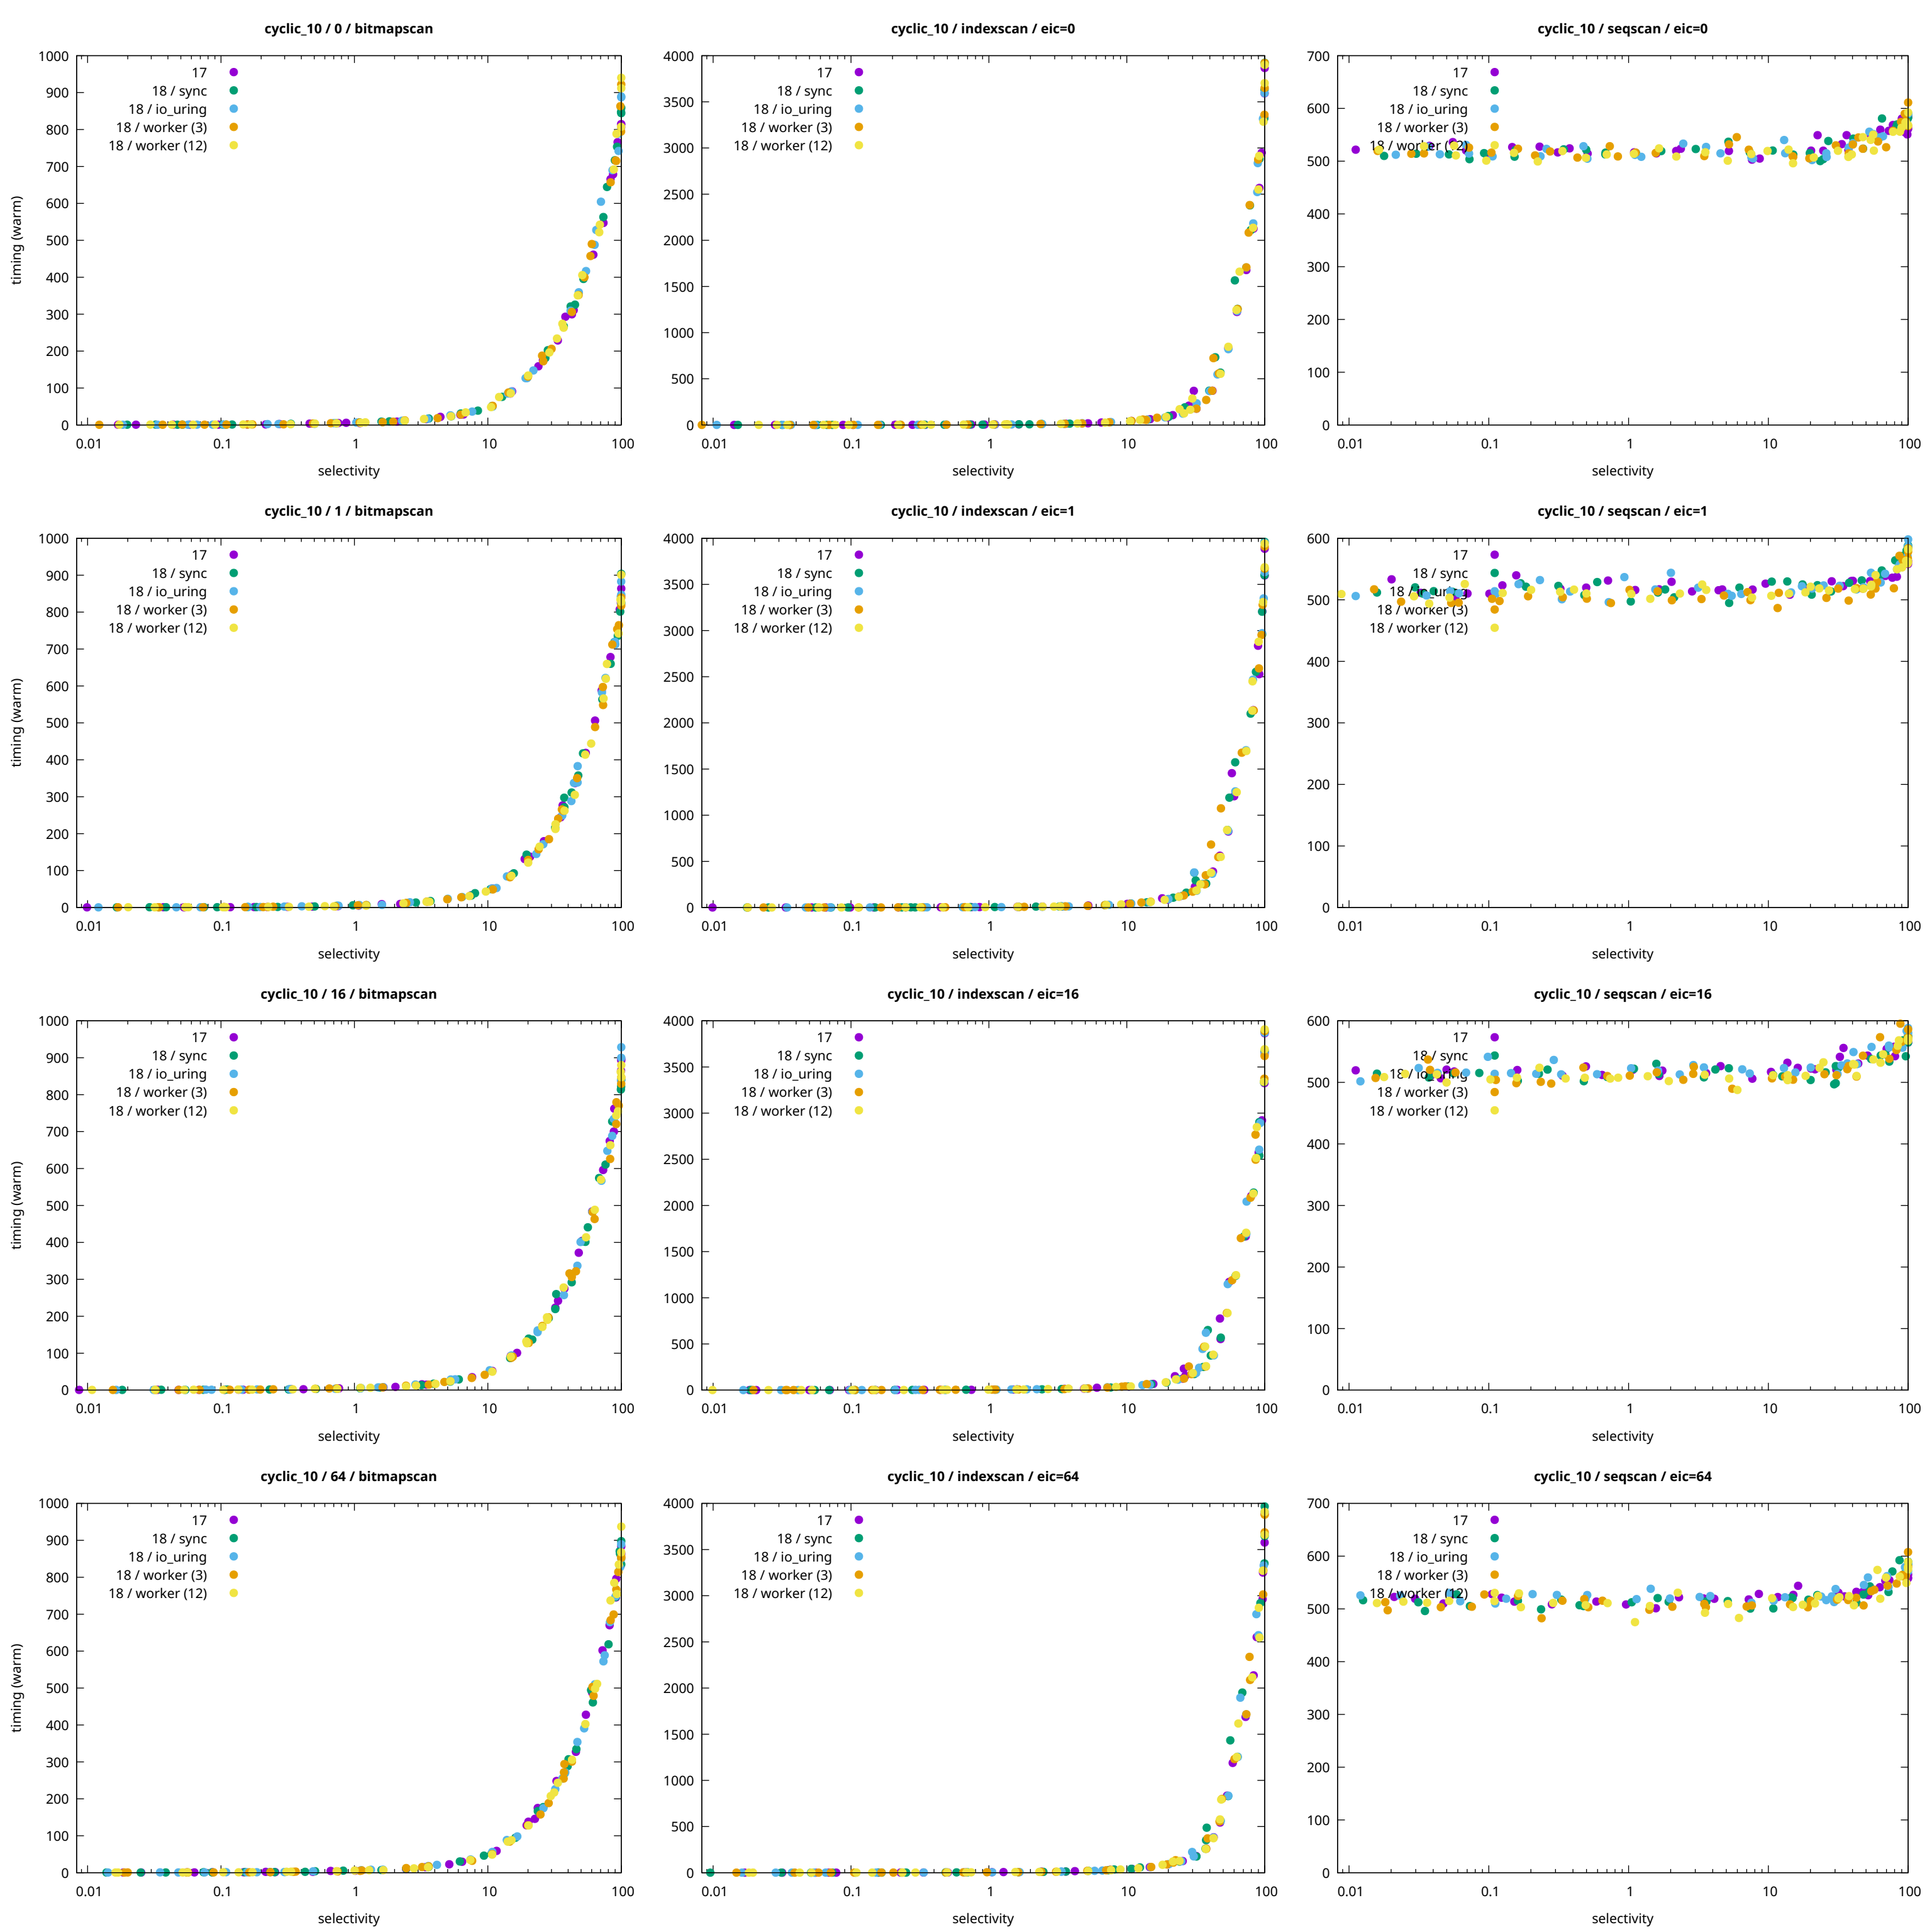 cyclic_10 / 0 / bitmapscan
1000
900
800
700
600
500
400
300
200
100
0
timing (warm)
17
18 / sync
18 / io_uring
18 / worker (3)
18 / worker (12)
0.01 0.1 1 10 100
selectivity
cyclic_10 / indexscan / eic=0
4000
3500
3000
2500
2000
1500
1000
500
0
17
18 / sync
18 / io_uring
18 / worker (3)
18 / worker (12)
0.01 0.1 1 10 100
selectivity
cyclic_10 / seqscan / eic=0
700
600
500
400
300
200
100
0
17
18 / sync
18 / io_uring
18 / worker (3)
18 / worker (12)
0.01 0.1 1 10 100
selectivity
cyclic_10 / 1 / bitmapscan
1000
900
800
700
600
500
400
300
200
100
0
timing (warm)
17
18 / sync
18 / io_uring
18 / worker (3)
18 / worker (12)
0.01 0.1 1 10 100
selectivity
cyclic_10 / indexscan / eic=1
4000
3500
3000
2500
2000
1500
1000
500
0
17
18 / sync
18 / io_uring
18 / worker (3)
18 / worker (12)
0.01 0.1 1 10 100
selectivity
cyclic_10 / seqscan / eic=1
600
500
400
300
200
100
0
17
18 / sync
18 / io_uring
18 / worker (3)
18 / worker (12)
0.01 0.1 1 10 100
selectivity
cyclic_10 / 16 / bitmapscan
1000
900
800
700
600
500
400
300
200
100
0
timing (warm)
17
18 / sync
18 / io_uring
18 / worker (3)
18 / worker (12)
0.01 0.1 1 10 100
selectivity
cyclic_10 / indexscan / eic=16
4000
3500
3000
2500
2000
1500
1000
500
0
17
18 / sync
18 / io_uring
18 / worker (3)
18 / worker (12)
0.01 0.1 1 10 100
selectivity
cyclic_10 / seqscan / eic=16
600
500
400
300
200
100
0
17
18 / sync
18 / io_uring
18 / worker (3)
18 / worker (12)
0.01 0.1 1 10 100
selectivity
cyclic_10 / 64 / bitmapscan
1000
900
800
700
600
500
400
300
200
100
0
timing (warm)
17
18 / sync
18 / io_uring
18 / worker (3)
18 / worker (12)
0.01 0.1 1 10 100
selectivity
cyclic_10 / indexscan / eic=64
4000
3500
3000
2500
2000
1500
1000
500
0
17
18 / sync
18 / io_uring
18 / worker (3)
18 / worker (12)
0.01 0.1 1 10 100
selectivity
cyclic_10 / seqscan / eic=64
700
600
500
400
300
200
100
0
17
18 / sync
18 / io_uring
18 / worker (3)
18 / worker (12)
0.01 0.1 1 10 100
selectivity